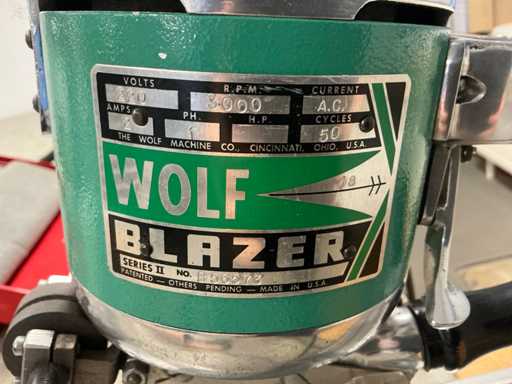 VOLTS R.P.M. CURRENT
3000 A.C.
AMPS PH. H.P. CYCLES
1 50
THE WOLF MACHINE CO., CINCINNATI, OHIO, U.S.A.
WOLF
BLAZER
SERIES II NO.
PATENTED — OTHERS PENDING — MADE IN U.S.A.